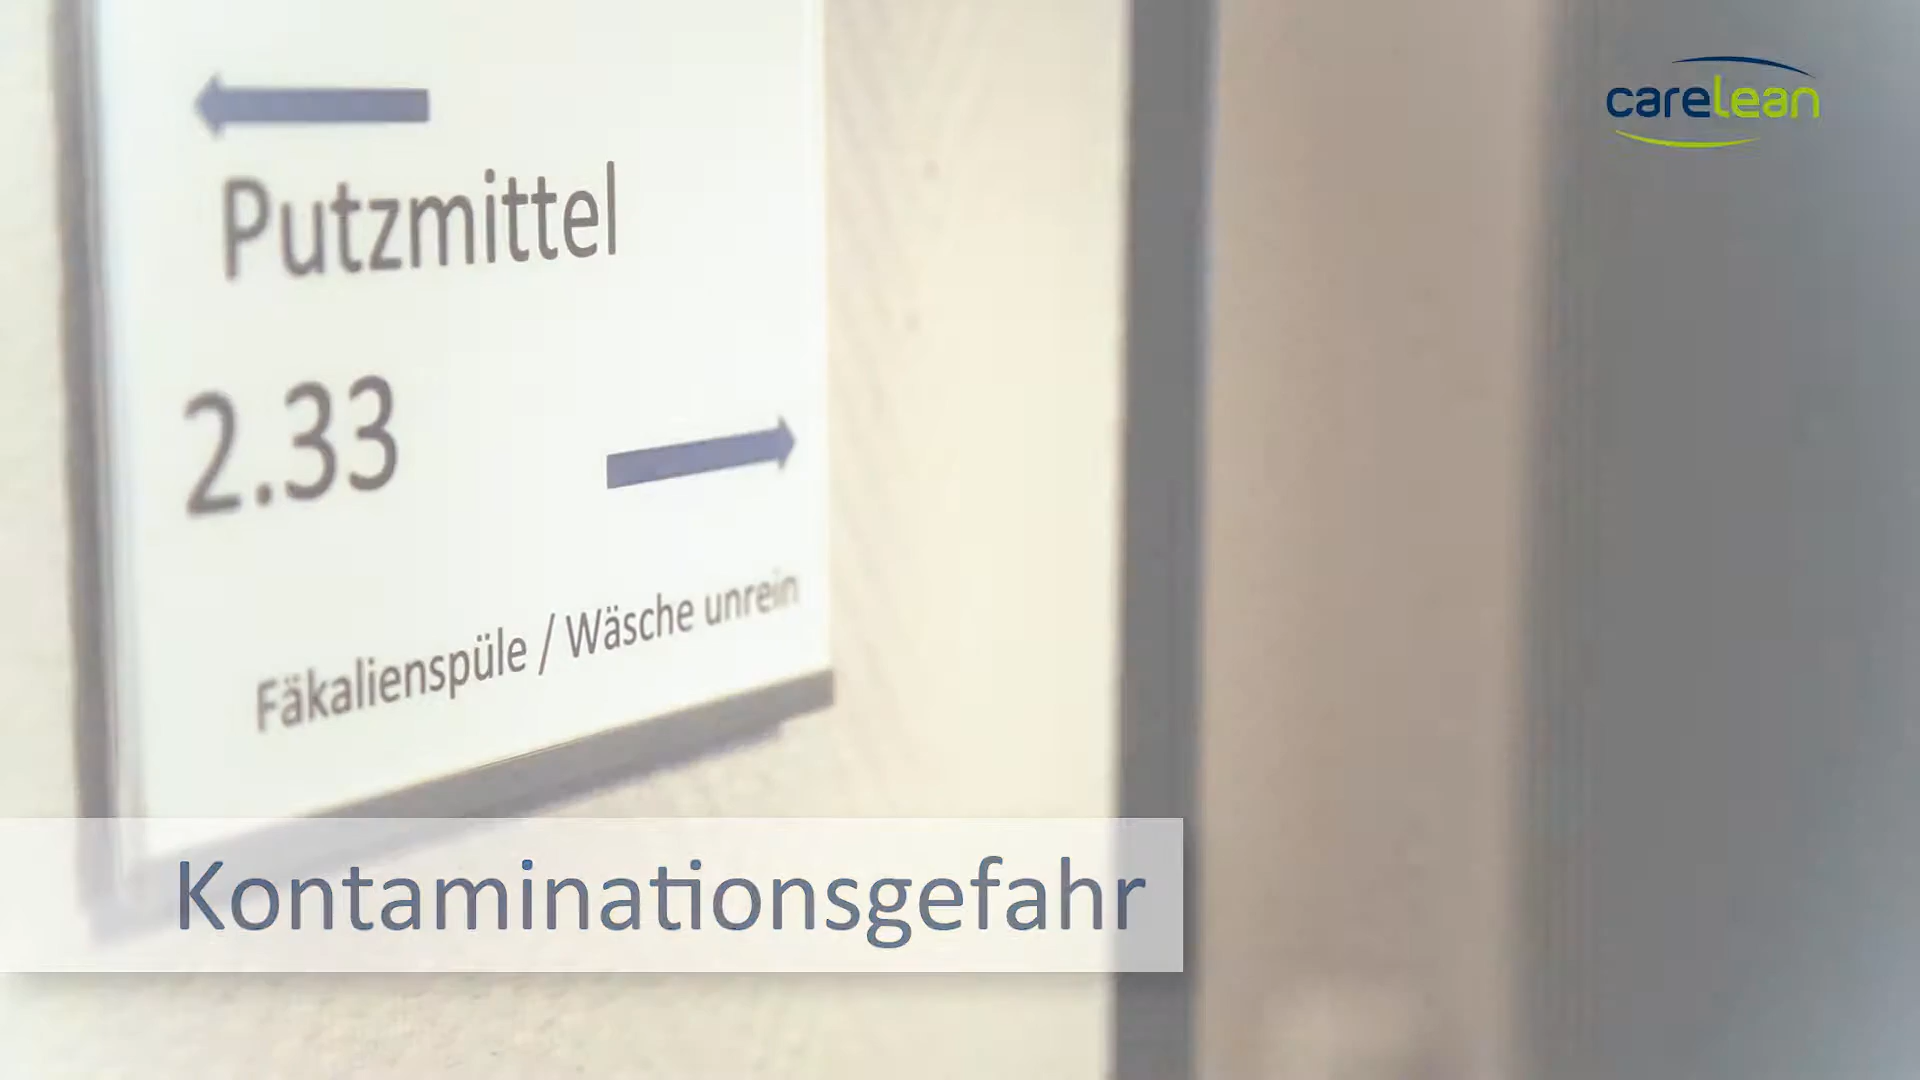 carelean
Putzmittel
2.33
Fäkalienspüle / Wäsche unrein
Kontaminationsgefahr